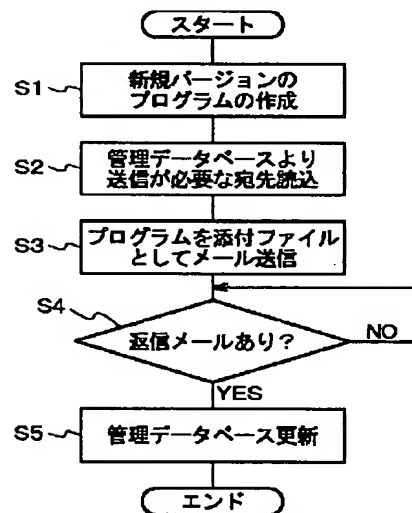 スタート
S1
新規バージョンの
プログラムの作成
S2
管理データベースより
送信が必要な宛先読込
S3
プログラムを添付ファイル
としてメール送信
S4
返信メールあり?
NO
YES
S5
管理データベース更新
エンド